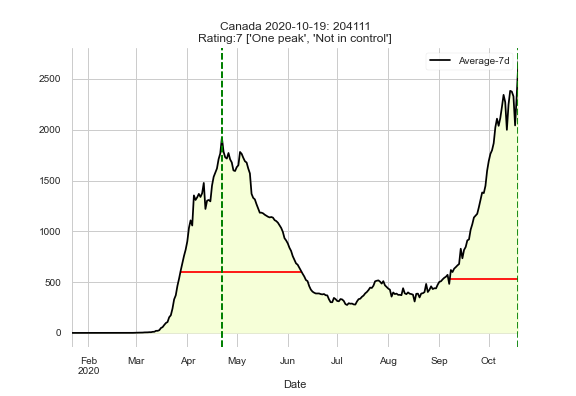 Canada 2020-10-19: 204111
Rating:7 ['One peak', 'Not in control']
Average-7d
2500
2000
1500
1000
500
0
Feb
2020
Mar
Apr
May
Jun
Jul
Aug
Sep
Oct
Date